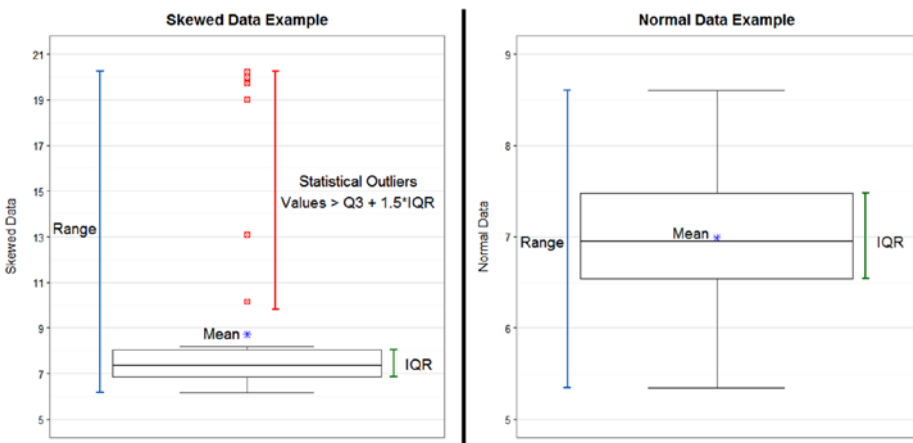 Skewed Data Example
21
19
17
15
13
11
9
7
5
Skewed Data
Range
Statistical Outliers
Values > Q3 + 1.5*IQR
Mean
IQR
Normal Data Example
9
8
7
6
5
Normal Data
Range
Mean
IQR